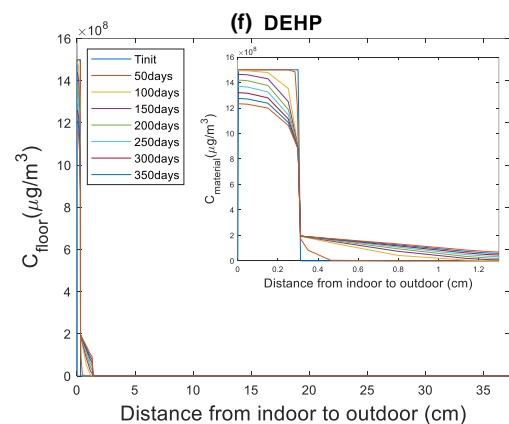 (f) DEHP
×10⁸
16
14
12
10
8
6
4
2
0
C_floor(μg/m³)
0 5 10 15 20 25 30 35
Distance from indoor to outdoor (cm)
Tinit
50days
100days
150days
200days
250days
300days
350days
×10⁸
16
14
12
10
8
6
4
2
0
C_material(μg/m³)
0 0.2 0.4 0.6 0.8 1 1.2
Distance from indoor to outdoor (cm)